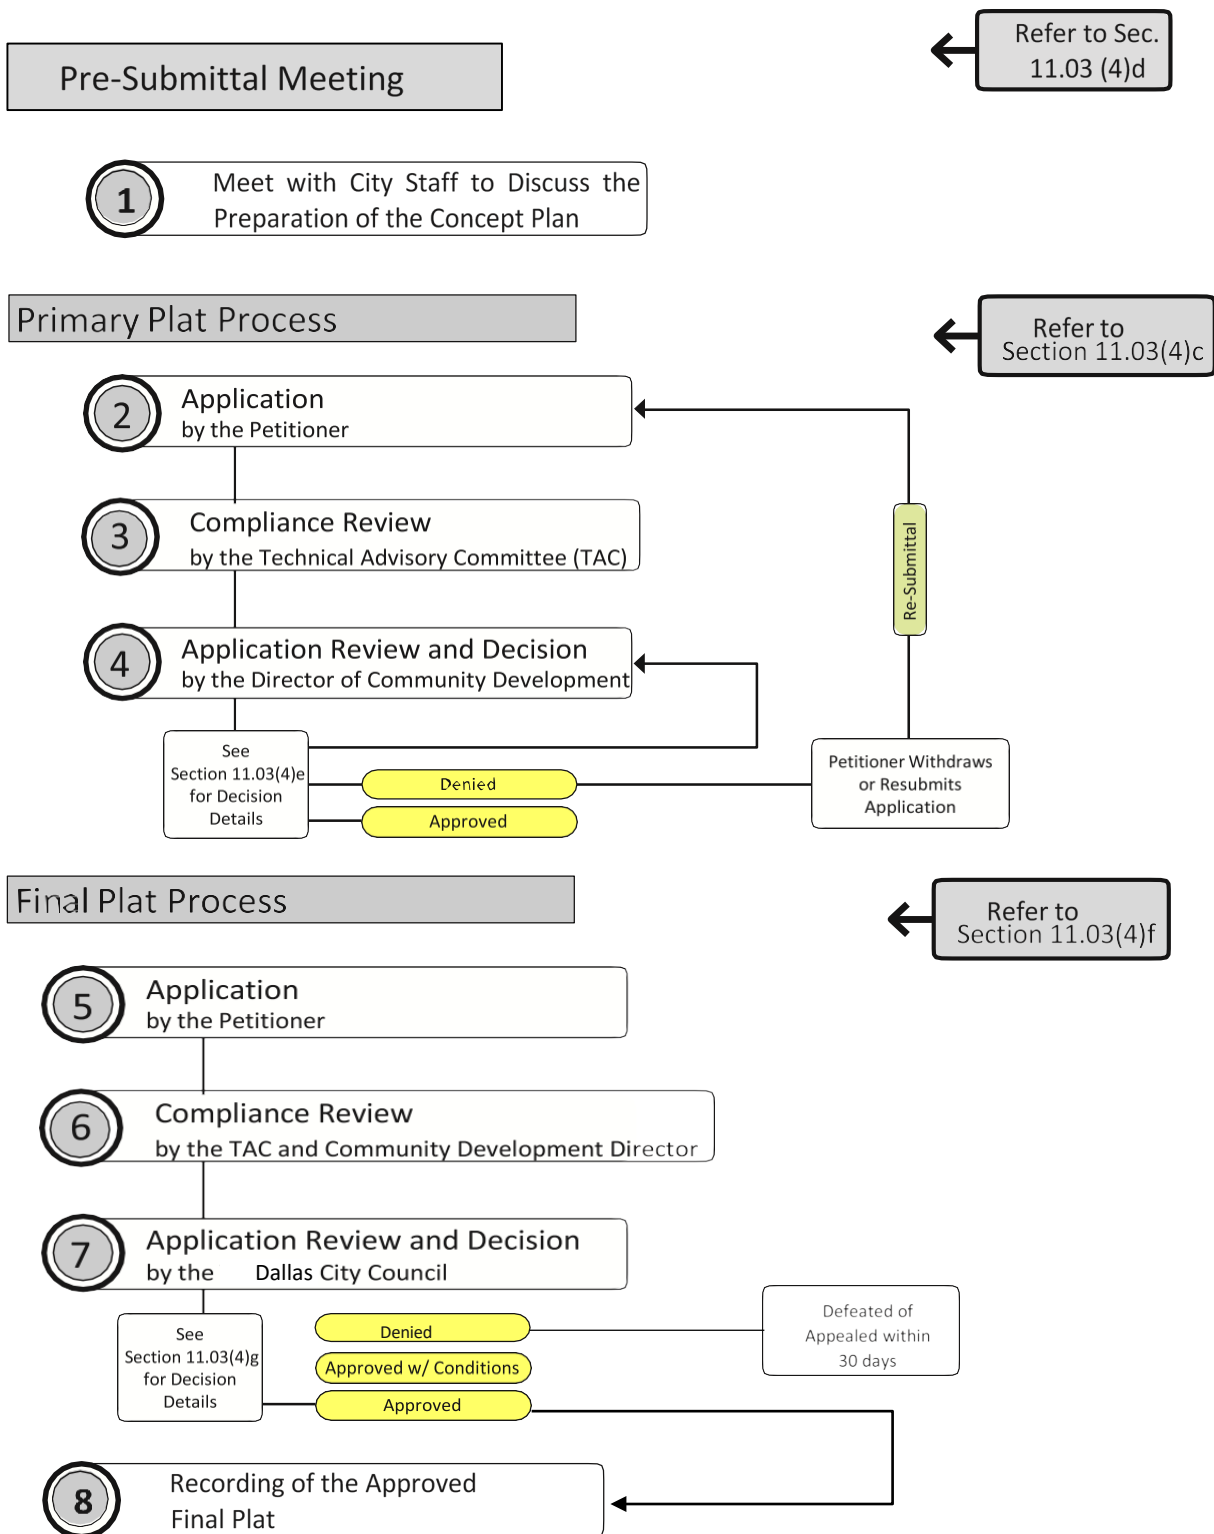 Refer to Sec.
11.03 (4)d
Pre-Submittal Meeting
1
Meet with City Staff to Discuss the
Preparation of the Concept Plan
Primary Plat Process
Refer to
Section 11.03(4)c
2
Application
by the Petitioner
3
Compliance Review
by the Technical Advisory Committee (TAC)
Re-Submittal
4
Application Review and Decision
by the Director of Community Development
See
Section 11.03(4)e
for Decision
Details
Denied
Approved
Petitioner Withdraws
or Resubmits
Application
Final Plat Process
Refer to
Section 11.03(4)f
5
Application
by the Petitioner
6
Compliance Review
by the TAC and Community Development Director
7
Application Review and Decision
by the Dallas City Council
See
Section 11.03(4)g
for Decision
Details
Denied
Approved w/ Conditions
Approved
Defeated of
Appealed within
30 days
8
Recording of the Approved
Final Plat